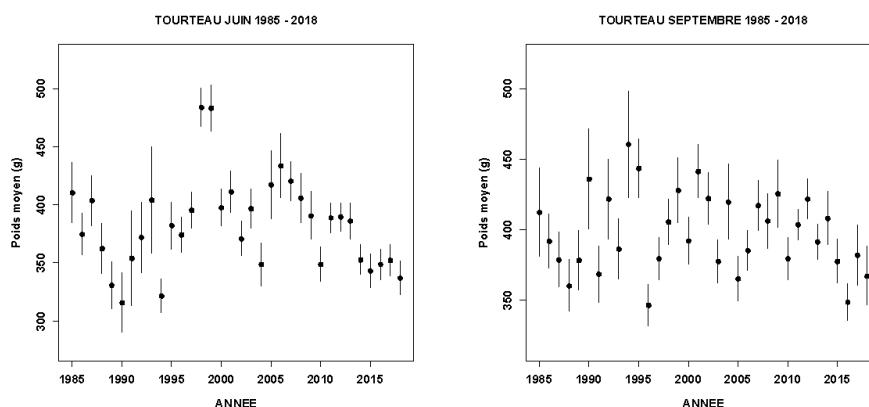 TOURTEAU JUIN 1985 - 2018
Poids moyen (g)
500
450
400
350
300
1985 1990 1995 2000 2005 2010 2015
ANNEE
TOURTEAU SEPTEMBRE 1985 - 2018
Poids moyen (g)
500
450
400
350
1985 1990 1995 2000 2005 2010 2015
ANNEE